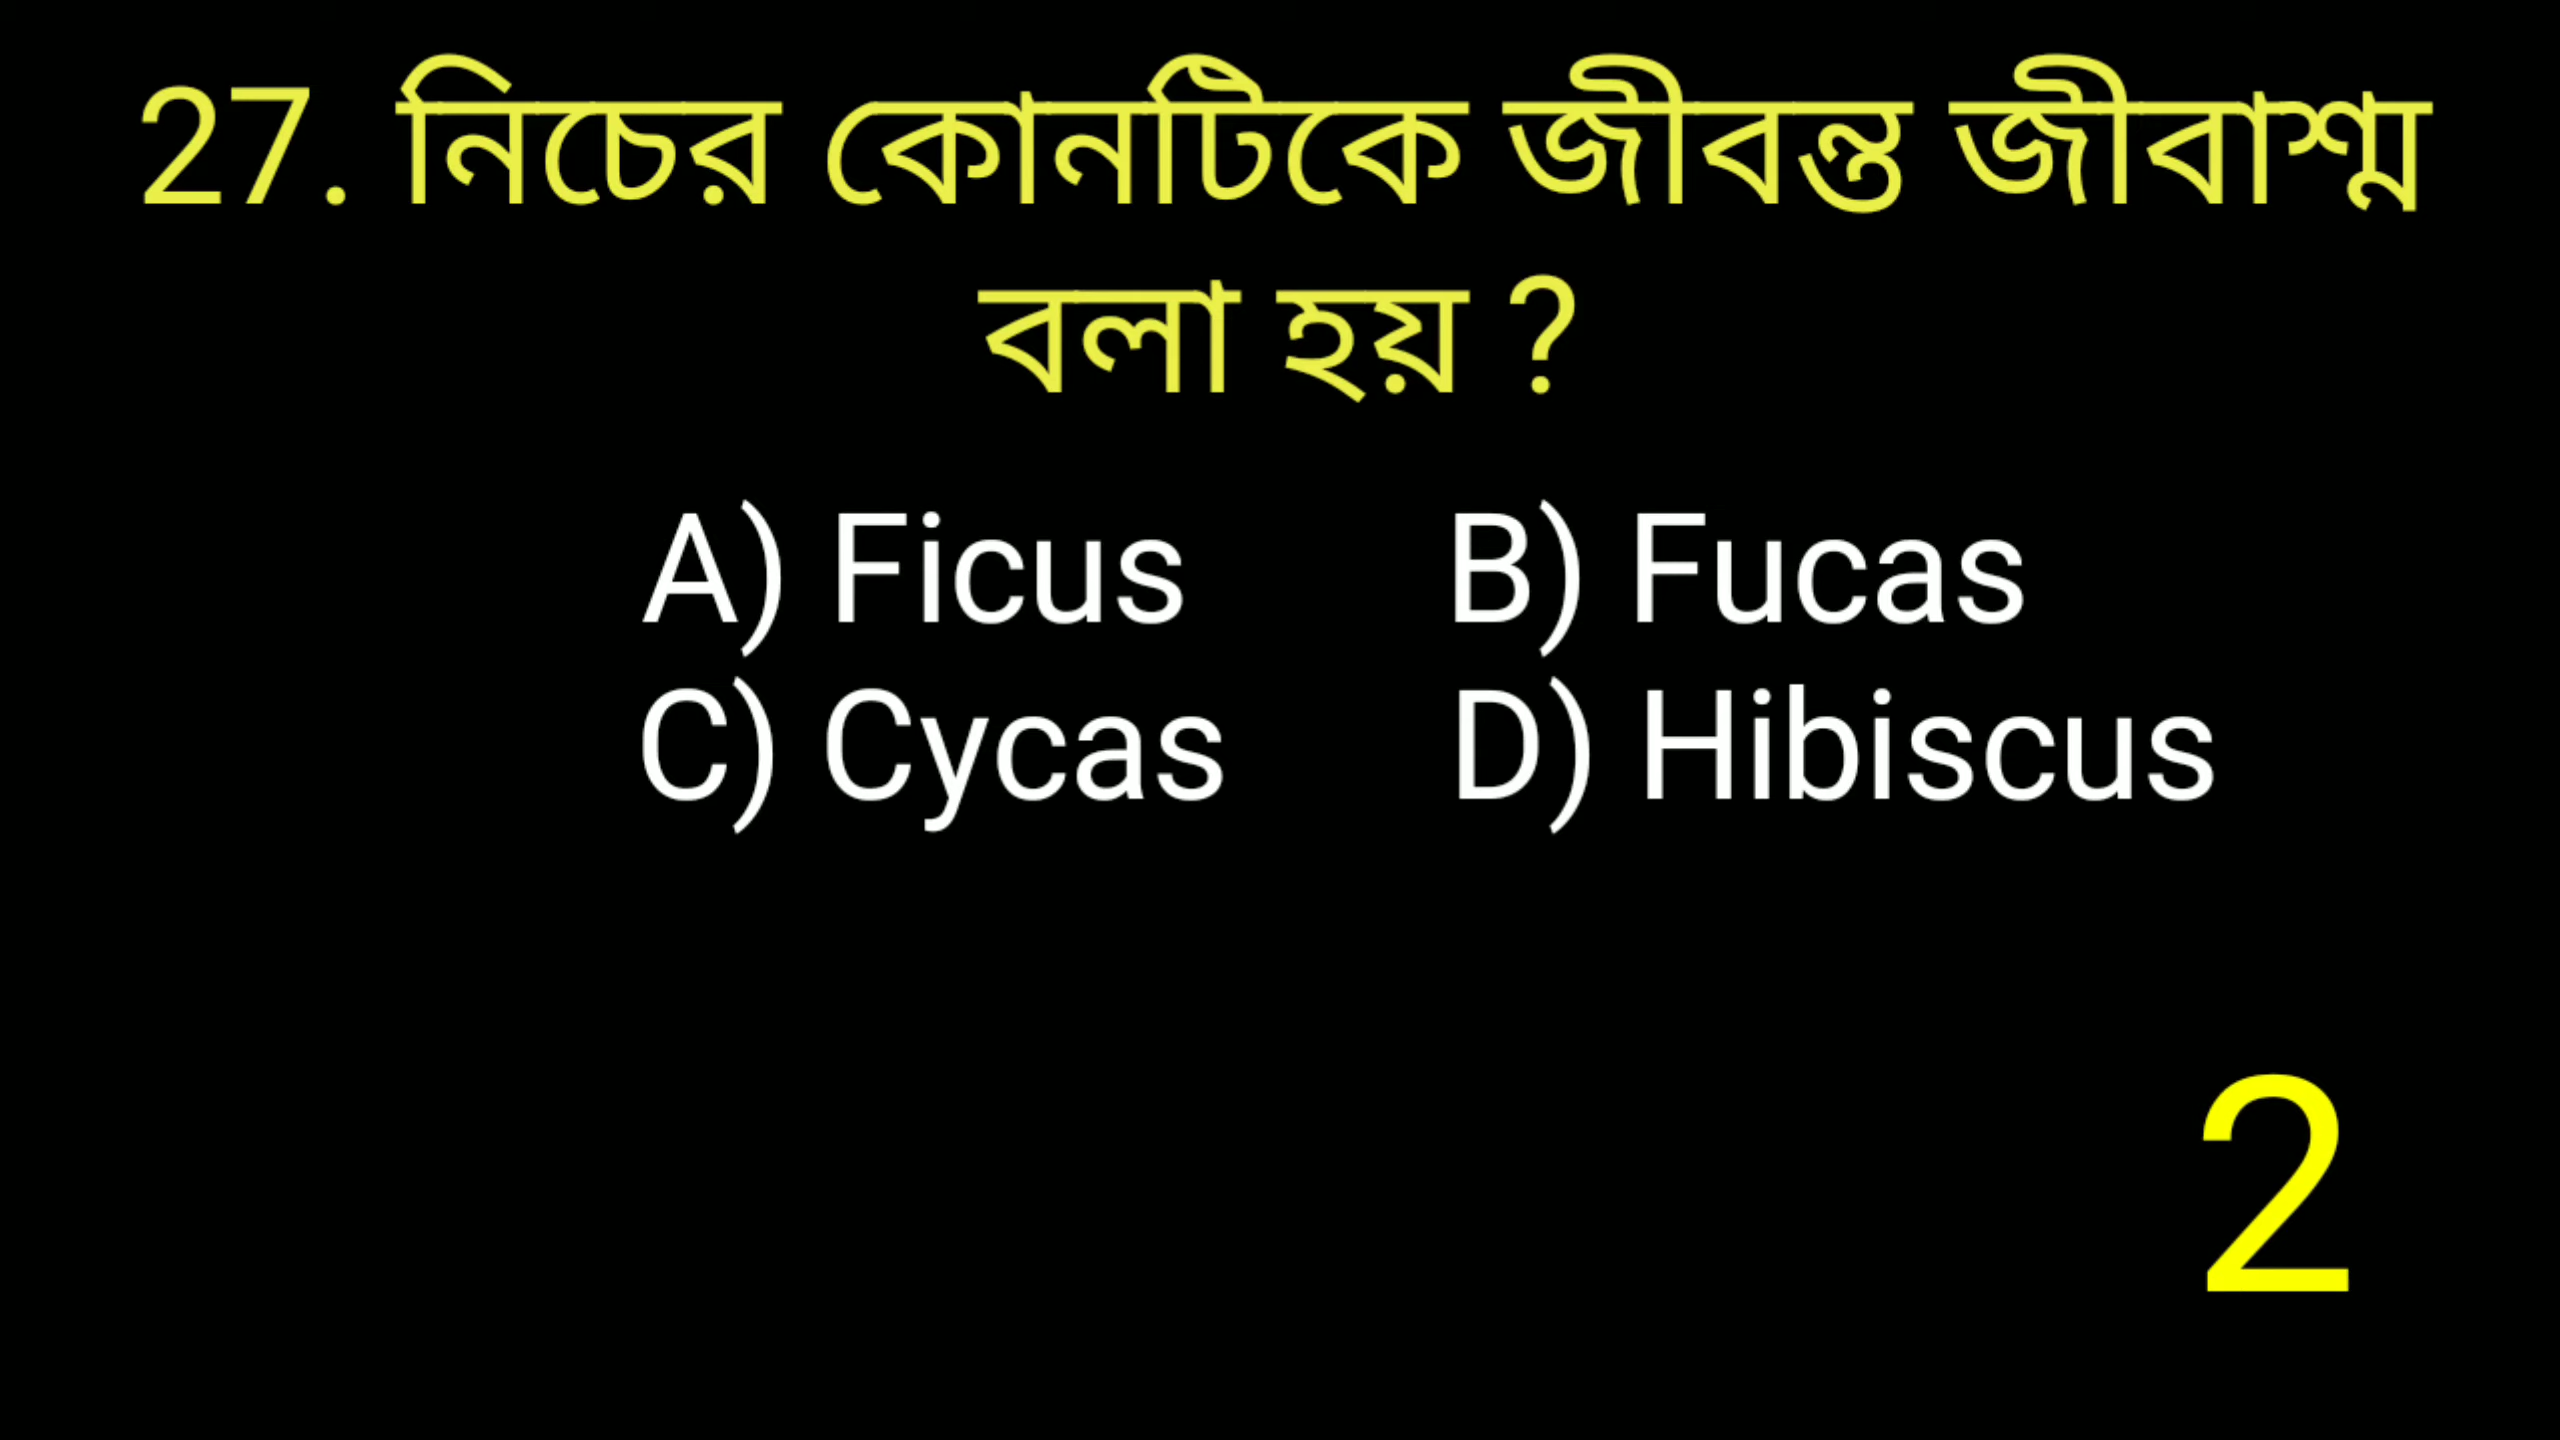 27. নিচের কোনটিকে জীবন্ত জীবাশ্ম
বলা হয় ?
A) Ficus B) Fucas
C) Cycas D) Hibiscus
2